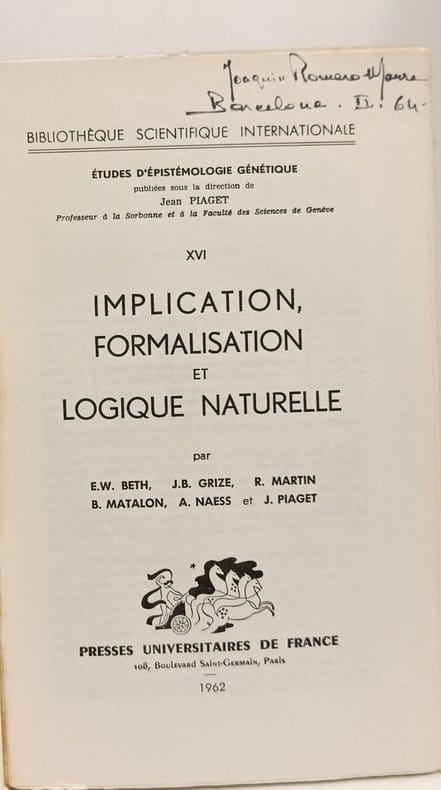 Joaquin Romero Maura
Barcelona. II. 64-
BIBLIOTHÈQUE SCIENTIFIQUE INTERNATIONALE
ÉTUDES D'ÉPISTÉMOLOGIE GÉNÉTIQUE
publiées sous la direction de
Jean PIAGET
Professeur à la Sorbonne et à la Faculté des Sciences de Genève
XVI
IMPLICATION,
FORMALISATION
ET
LOGIQUE NATURELLE
par
E.W. BETH, J.B. GRIZE, R. MARTIN
B. MATALON, A. NAESS et J. PIAGET
PRESSES UNIVERSITAIRES DE FRANCE
108, Boulevard Saint-Germain, Paris
1962